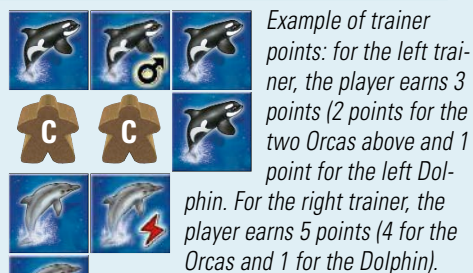 Example of trainer
points: for the left trai-
ner, the player earns 3
points (2 points for the
two Orcas above and 1
point for the left Dol-
phin. For the right trainer, the
player earns 5 points (4 for the
Orcas and 1 for the Dolphin).
C C